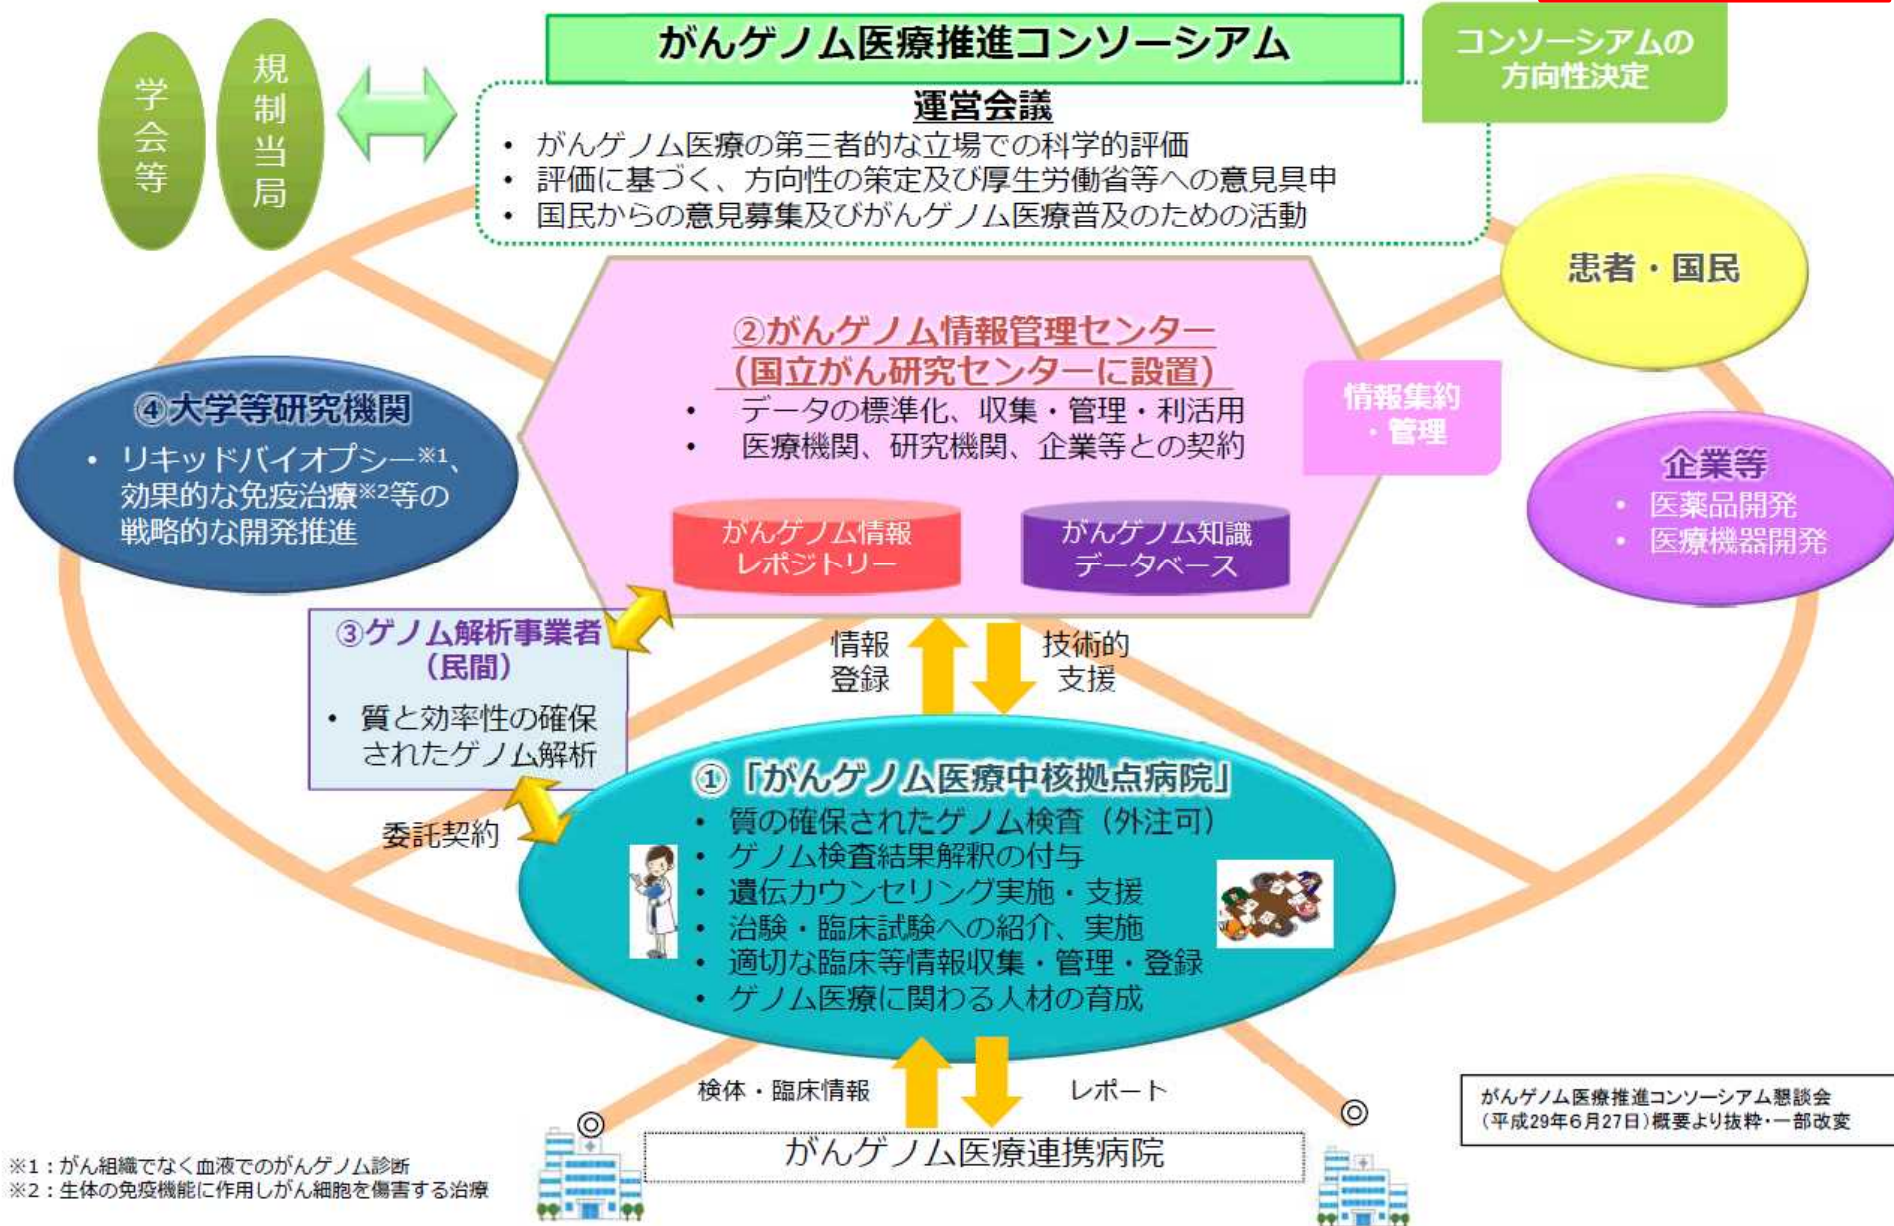 がんゲノム医療推進コンソーシアム
コンソーシアムの
方向性決定
学会等
規制当局
運営会議
• がんゲノム医療の第三者的な立場での科学的評価
• 評価に基づく、方向性の策定及び厚生労働省等への意見具申
• 国民からの意見募集及びがんゲノム医療普及のための活動
患者・国民
②がんゲノム情報管理センター
（国立がん研究センターに設置）
• データの標準化、収集・管理・利活用
• 医療機関、研究機関、企業等との契約
情報集約
・管理
がんゲノム情報
レポジトリー
がんゲノム知識
データベース
④大学等研究機関
• リキッドバイオプシー※1、
効果的な免疫治療※2等の
戦略的な開発推進
企業等
• 医薬品開発
• 医療機器開発
③ゲノム解析事業者
（民間）
• 質と効率性の確保
されたゲノム解析
情報
登録
技術的
支援
委託契約
①「がんゲノム医療中核拠点病院」
• 質の確保されたゲノム検査（外注可）
• ゲノム検査結果解釈の付与
• 遺伝カウンセリング実施・支援
• 治験・臨床試験への紹介、実施
• 適切な臨床等情報収集・管理・登録
• ゲノム医療に関わる人材の育成
検体・臨床情報
レポート
がんゲノム医療連携病院
がんゲノム医療推進コンソーシアム懇談会
（平成29年6月27日）概要より抜粋・一部改変
※1：がん組織でなく血液でのがんゲノム診断
※2：生体の免疫機能に作用しがん細胞を傷害する治療